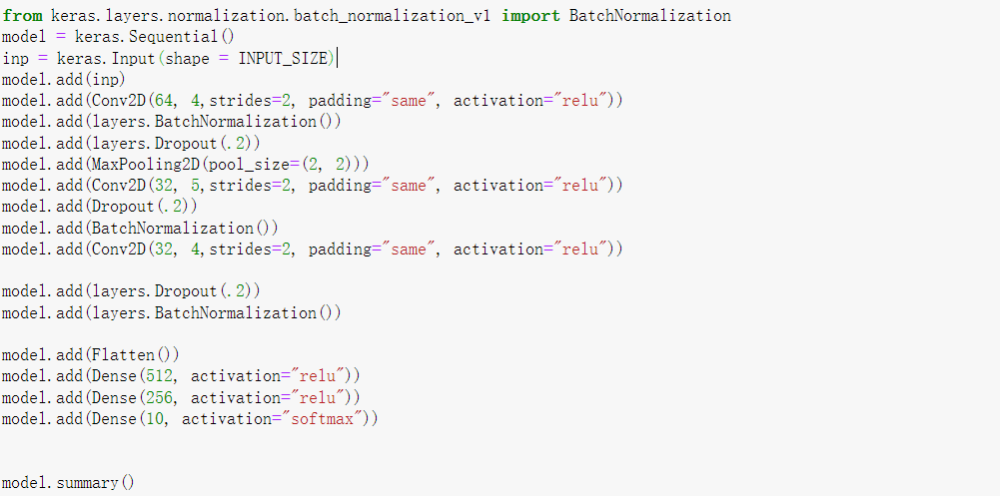 from keras.layers.normalization.batch_normalization_v1 import BatchNormalization
model = keras.Sequential()
inp = keras.Input(shape = INPUT_SIZE)
model.add(inp)
model.add(Conv2D(64, 4,strides=2, padding="same", activation="relu"))
model.add(layers.BatchNormalization())
model.add(layers.Dropout(.2))
model.add(MaxPooling2D(pool_size=(2, 2)))
model.add(Conv2D(32, 5,strides=2, padding="same", activation="relu"))
model.add(Dropout(.2))
model.add(BatchNormalization())
model.add(Conv2D(32, 4,strides=2, padding="same", activation="relu"))
model.add(layers.Dropout(.2))
model.add(layers.BatchNormalization())
model.add(Flatten())
model.add(Dense(512, activation="relu"))
model.add(Dense(256, activation="relu"))
model.add(Dense(10, activation="softmax"))
model.summary()